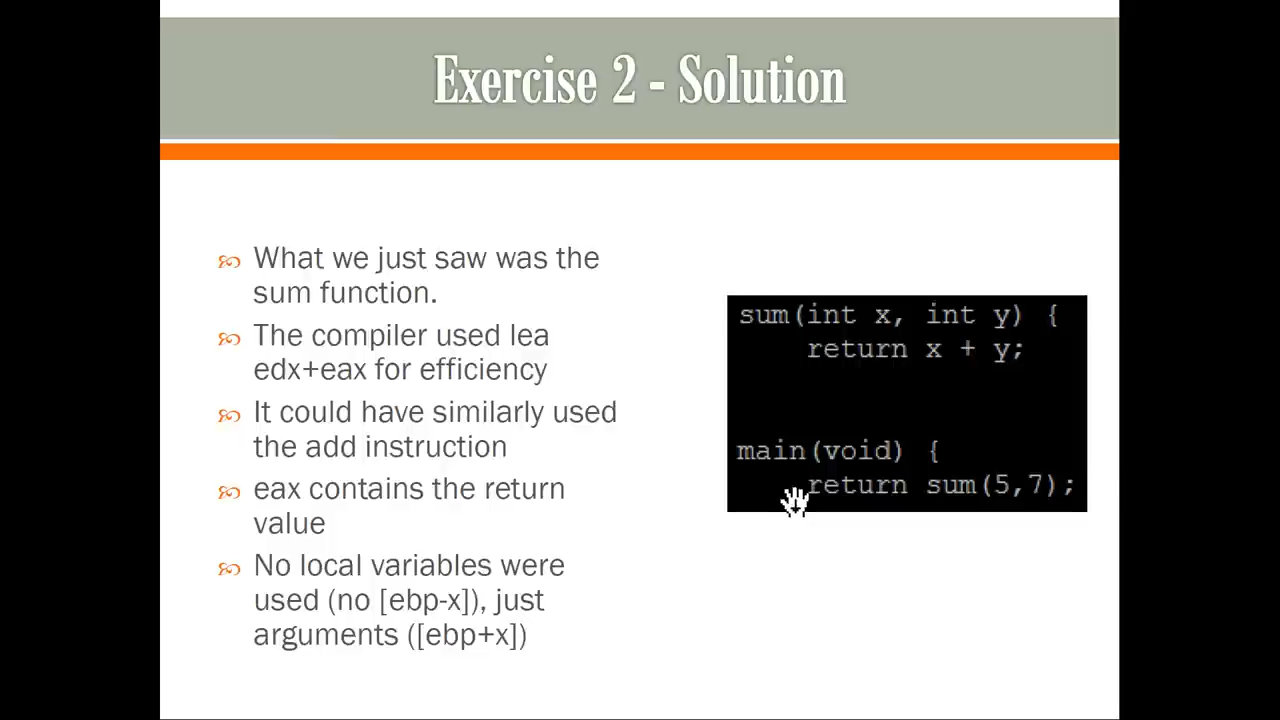 Exercise 2 - Solution
What we just saw was the
sum function.
The compiler used lea
edx+eax for efficiency
It could have similarly used
the add instruction
eax contains the return
value
No local variables were
used (no [ebp-x]), just
arguments ([ebp+x])
sum(int x, int y) {
return x + y;
main(void) {
return sum(5,7);